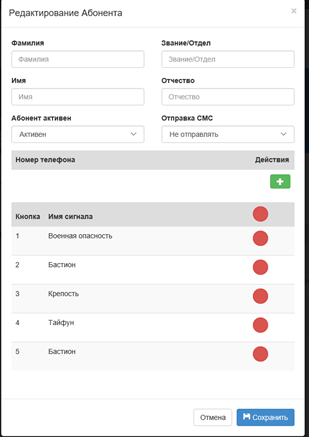 Редактирование Абонента ×
Фамилия Звание/Отдел
Фамилия Звание/Отдел
Имя Отчество
Имя Отчество
Абонент активен Отправка СМС
Активен Не отправлять
Номер телефона Действия
Кнопка Имя сигнала
1 Военная опасность
2 Бастион
3 Крепость
4 Тайфун
5 Бастион
Отмена Сохранить